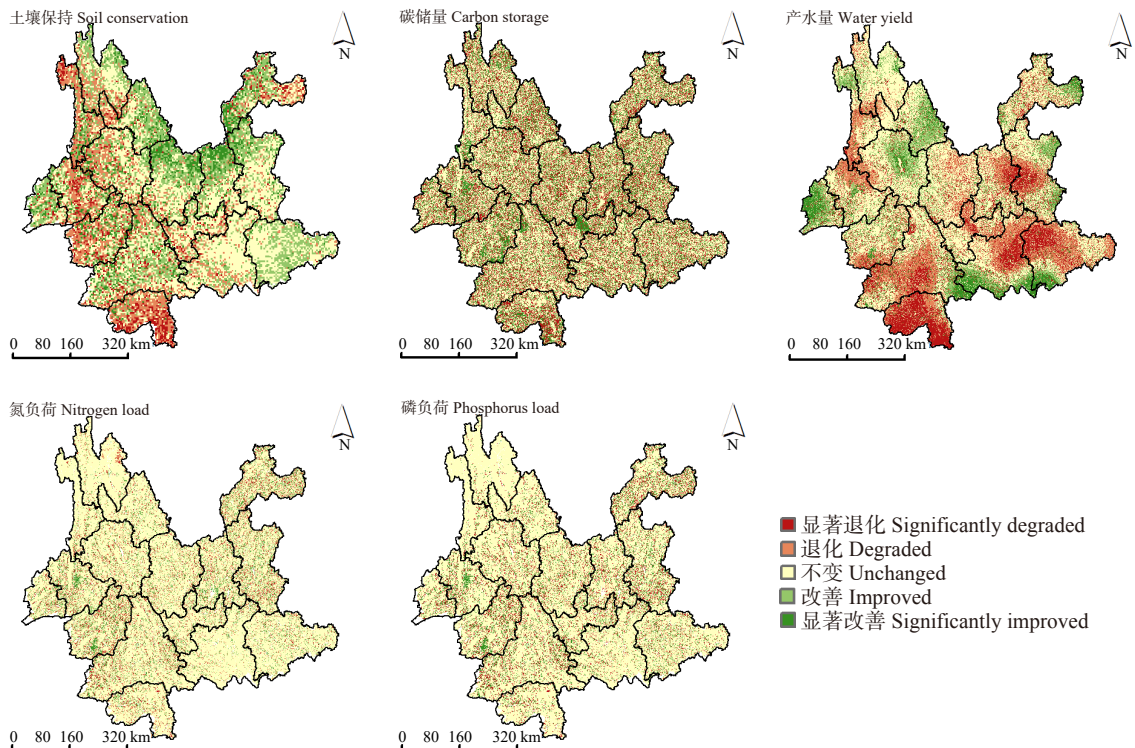 土壤保持 Soil conservation
N
0 80 160 320 km
碳储量 Carbon storage
N
0 80 160 320 km
产水量 Water yield
N
0 80 160 320 km
氮负荷 Nitrogen load
N
0 80 160 320 km
磷负荷 Phosphorus load
N
0 80 160 320 km
显著退化 Significantly degraded
退化 Degraded
不变 Unchanged
改善 Improved
显著改善 Significantly improved